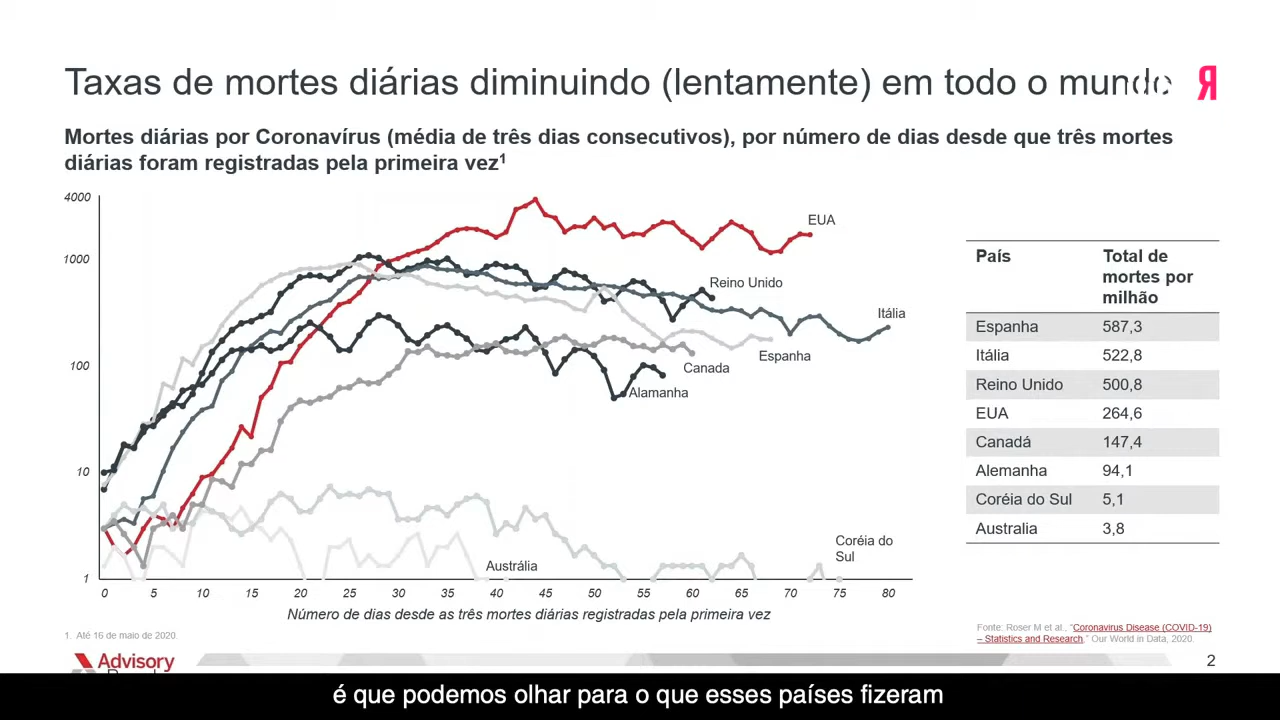 Taxas de mortes diárias diminuindo (lentamente) em todo o mundo
Mortes diárias por Coronavírus (média de três dias consecutivos), por número de dias desde que três mortes
diárias foram registradas pela primeira vez¹
4000
1000
100
10
1
0 5 10 15 20 25 30 35 40 45 50 55 60 65 70 75 80
EUA
Reino Unido
Itália
Espanha
Canada
Alamanha
Austrália
Coréia do
Sul
Número de dias desde as três mortes diárias registradas pela primeira vez
País Total de
mortes por
milhão
Espanha 587,3
Itália 522,8
Reino Unido 500,8
EUA 264,6
Canadá 147,4
Alemanha 94,1
Coréia do Sul 5,1
Australia 3,8
1. Até 16 de maio de 2020.
Fonte: Roser M et al., "Coronavirus Disease (COVID-19)
– Statistics and Research," Our World in Data, 2020.
Advisory
2
é que podemos olhar para o que esses países fizeram